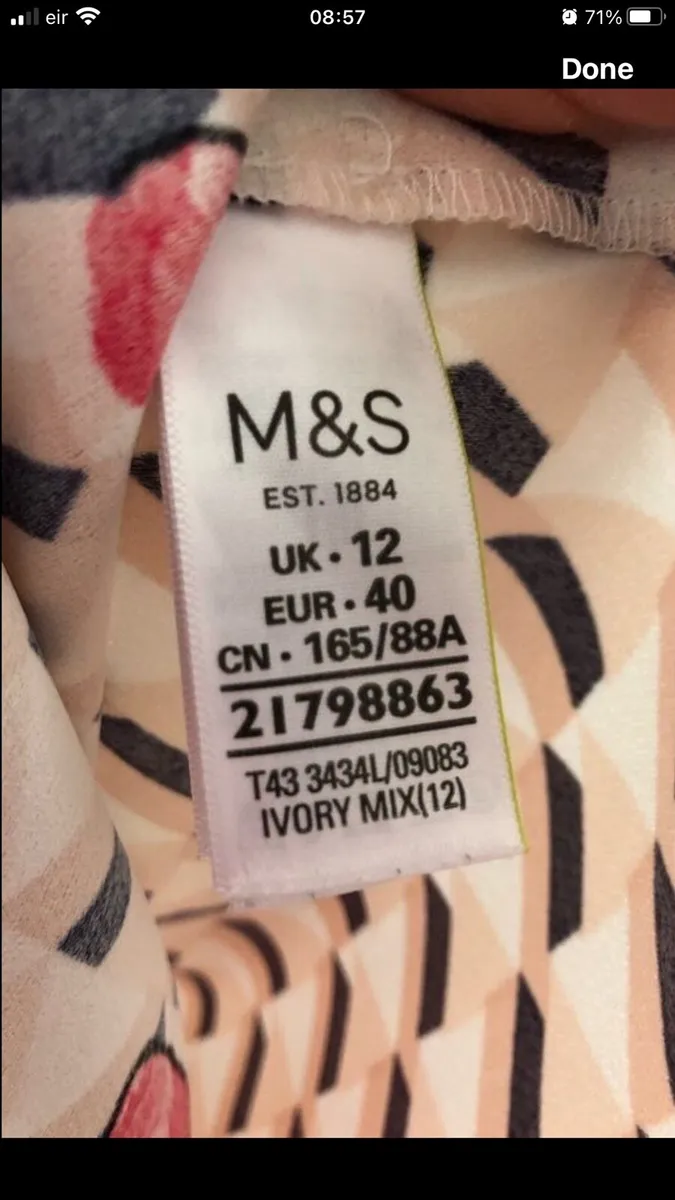 eir 08:57 71%
Done
M&S
EST. 1884
UK • 12
EUR • 40
CN • 165/88A
21798863
T43 3434L/09083
IVORY MIX(12)